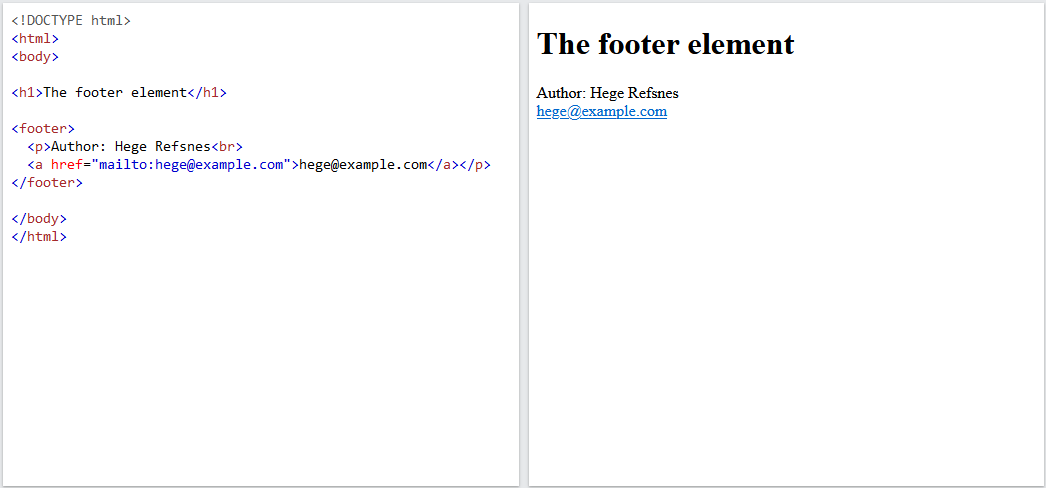 <!DOCTYPE html>
<html>
<body>
<h1>The footer element</h1>
<footer>
  <p>Author: Hege Refsnes<br>
  <a href="mailto:hege@example.com">hege@example.com</a></p>
</footer>
</body>
</html>
The footer element
Author: Hege Refsnes
hege@example.com